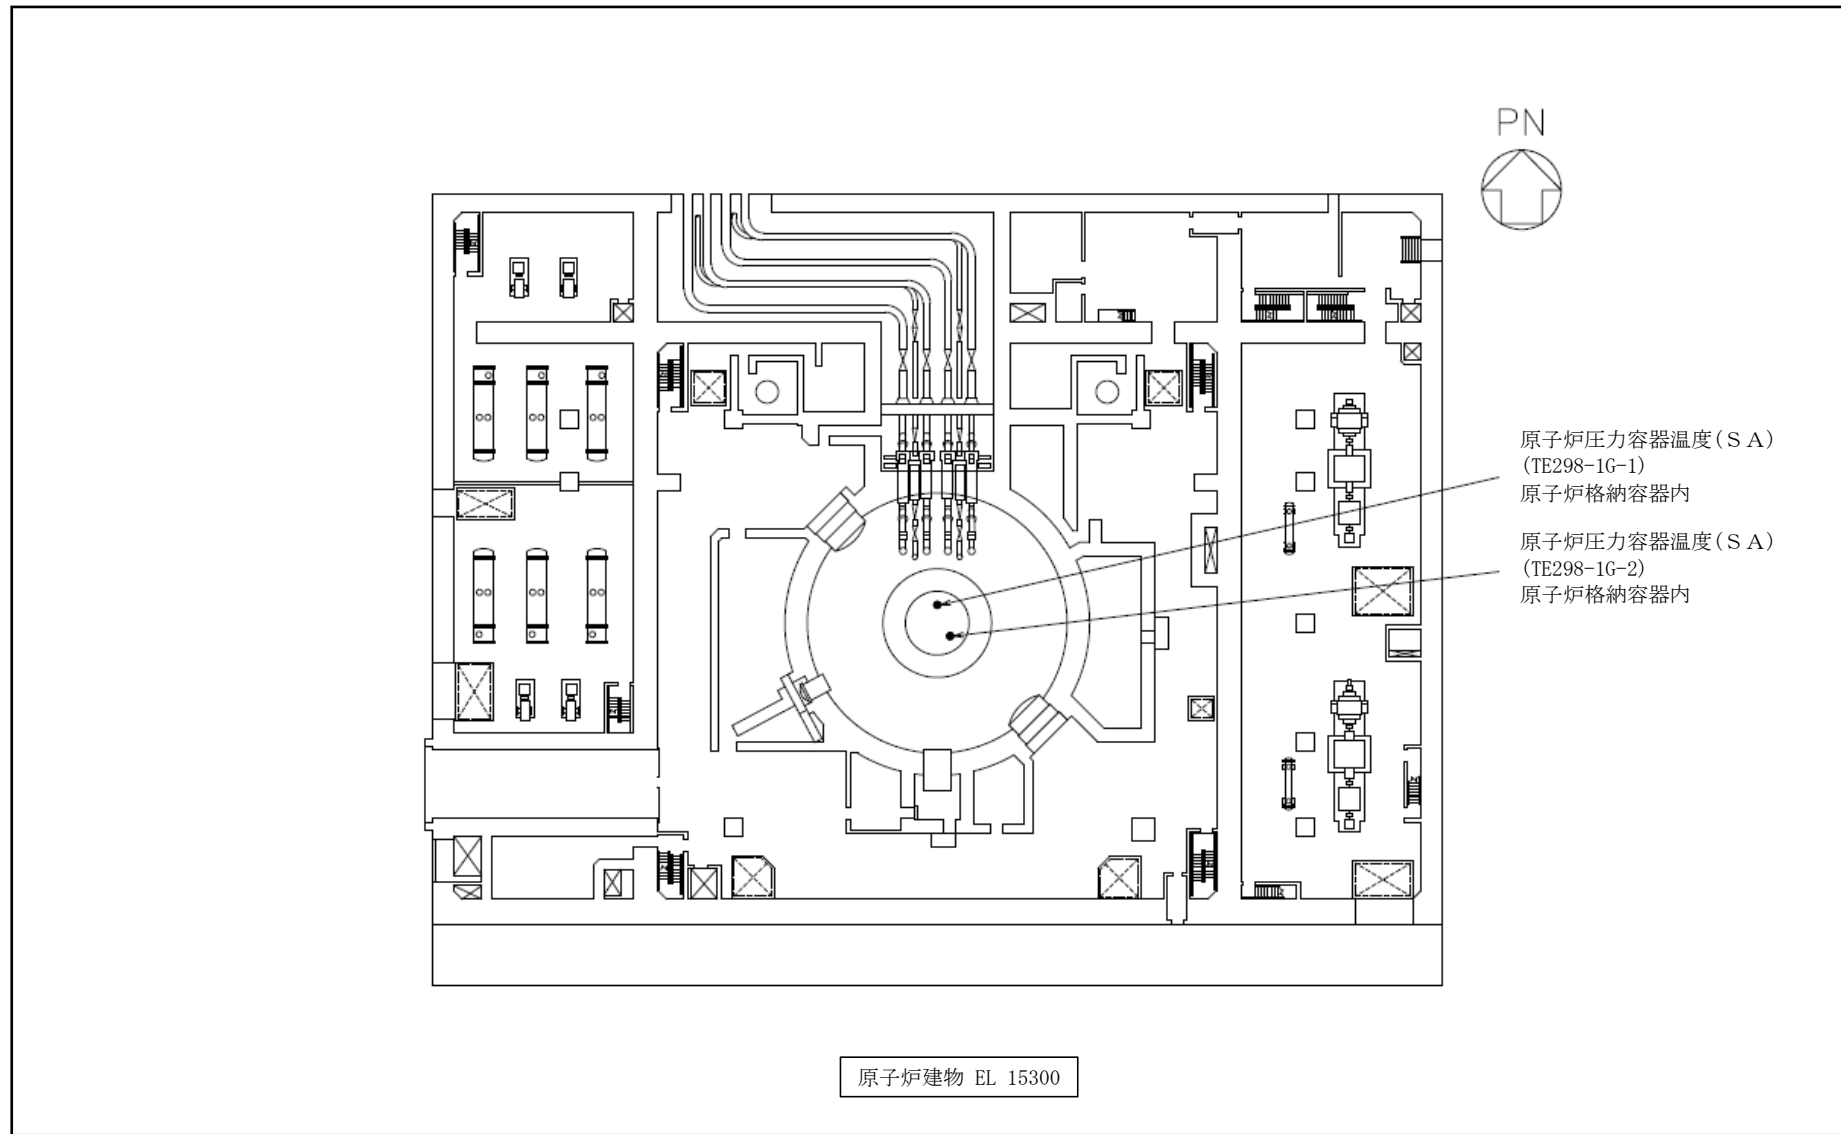 PN
原子炉圧力容器温度(ＳＡ)
(TE298-1G-1)
原子炉格納容器内
原子炉圧力容器温度(ＳＡ)
(TE298-1G-2)
原子炉格納容器内
原子炉建物 EL 15300